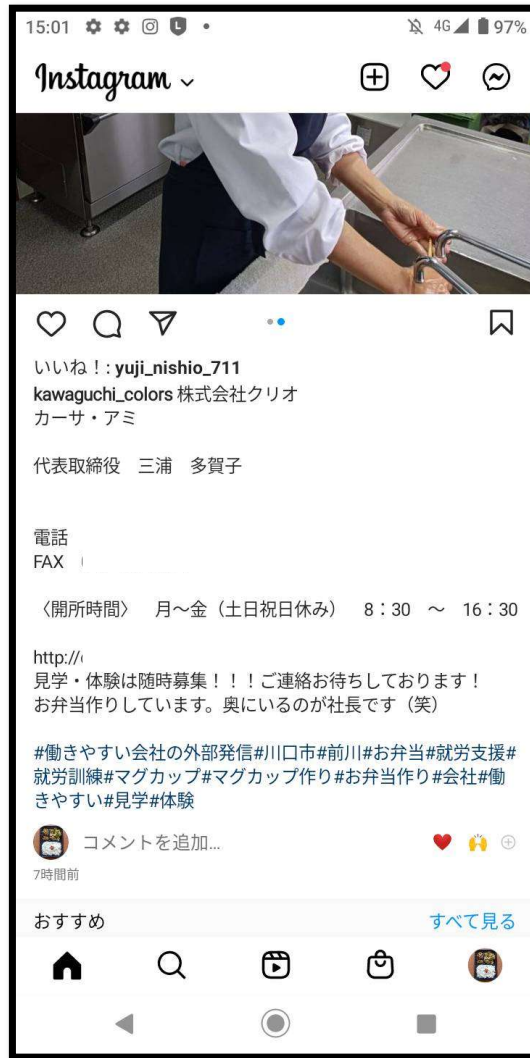 15:01
4G
97%
Instagram
いいね！: yuji_nishio_711
kawaguchi_colors 株式会社クリオ
カーサ・アミ
代表取締役　三浦　多賀子
電話
FAX
〈開所時間〉　月～金（土日祝日休み）　8：30　～　16：30
http://
見学・体験は随時募集！！！ご連絡お待ちしております！
お弁当作りしています。奥にいるのが社長です（笑）
#働きやすい会社の外部発信#川口市#前川#お弁当#就労支援#
就労訓練#マグカップ#マグカップ作り#お弁当作り#会社#働
きやすい#見学#体験
コメントを追加...
7時間前
おすすめ
すべて見る